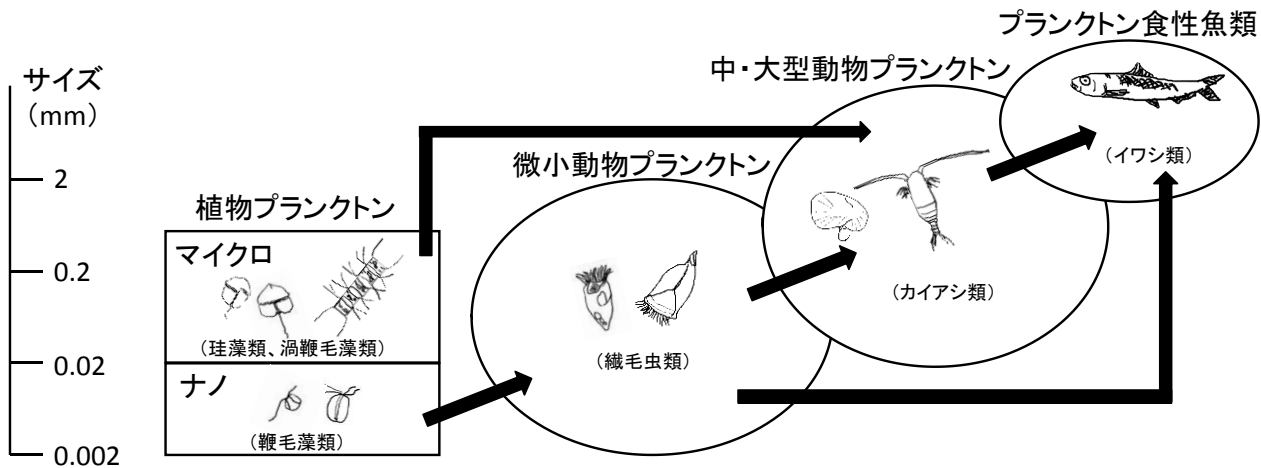 プランクトン食性魚類
中・大型動物プランクトン
サイズ
(mm)
微小動物プランクトン
(イワシ類)
2
植物プランクトン
マイクロ
0.2
(カイアシ類)
(珪藻類、渦鞭毛藻類)
(繊毛虫類)
0.02
ナノ
(鞭毛藻類)
0.002